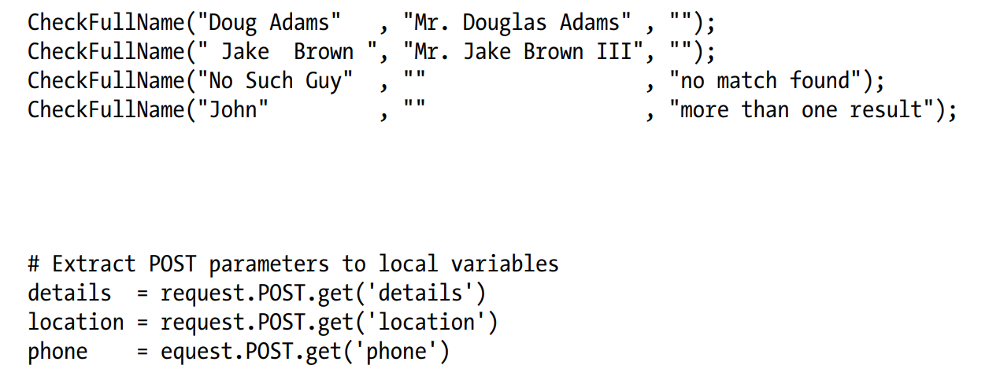 CheckFullName("Doug Adams"   , "Mr. Douglas Adams" , "");
CheckFullName(" Jake  Brown ", "Mr. Jake Brown III", "");
CheckFullName("No Such Guy"  , ""                  , "no match found");
CheckFullName("John"         , ""                  , "more than one result");
# Extract POST parameters to local variables
details  = request.POST.get('details')
location = request.POST.get('location')
phone    = equest.POST.get('phone')